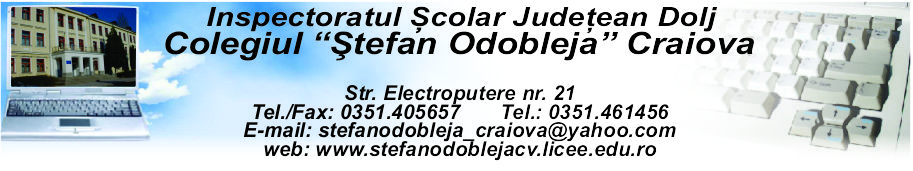 Inspectoratul Școlar Județean Dolj
Colegiul “Ştefan Odobleja” Craiova
Str. Electroputere nr. 21
Tel./Fax: 0351.405657 Tel.: 0351.461456
E-mail: stefanodobleja_craiova@yahoo.com
web: www.stefanodoblejacv.licee.edu.ro